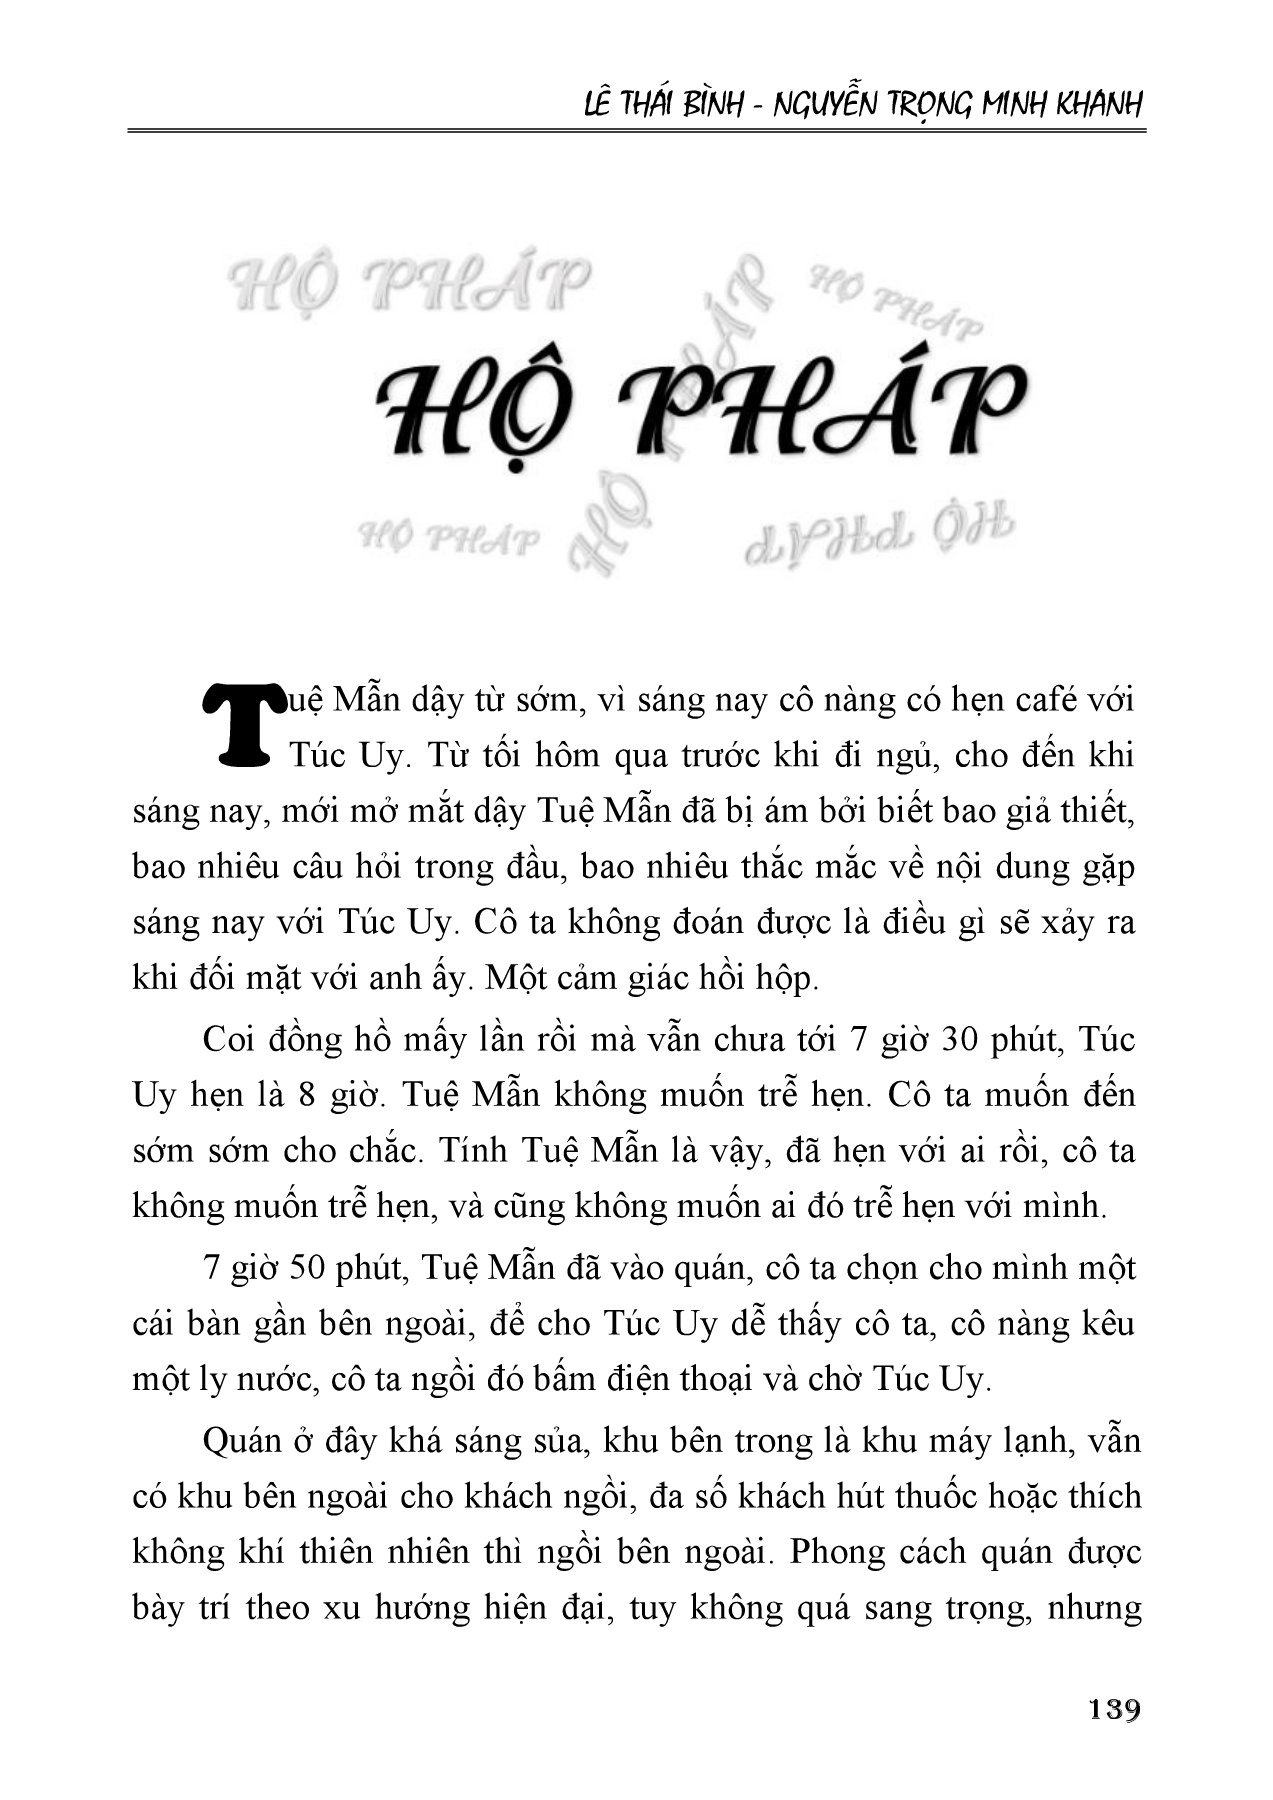 LÊ THÁI BÌNH - NGUYỄN TRỌNG MINH KHANH
HỘ PHÁP
HỘ PHÁP
HỘ PHÁP
HỘ PHÁP
HỘ PHÁP
HỘ PHÁP
Tuệ Mẫn dậy từ sớm, vì sáng nay cô nàng có hẹn café với
Túc Uy. Từ tối hôm qua trước khi đi ngủ, cho đến khi
sáng nay, mới mở mắt dậy Tuệ Mẫn đã bị ám bởi biết bao giả thiết,
bao nhiêu câu hỏi trong đầu, bao nhiêu thắc mắc về nội dung gặp
sáng nay với Túc Uy. Cô ta không đoán được là điều gì sẽ xảy ra
khi đối mặt với anh ấy. Một cảm giác hồi hộp.
Coi đồng hồ mấy lần rồi mà vẫn chưa tới 7 giờ 30 phút, Túc
Uy hẹn là 8 giờ. Tuệ Mẫn không muốn trễ hẹn. Cô ta muốn đến
sớm sớm cho chắc. Tính Tuệ Mẫn là vậy, đã hẹn với ai rồi, cô ta
không muốn trễ hẹn, và cũng không muốn ai đó trễ hẹn với mình.
7 giờ 50 phút, Tuệ Mẫn đã vào quán, cô ta chọn cho mình một
cái bàn gần bên ngoài, để cho Túc Uy dễ thấy cô ta, cô nàng kêu
một ly nước, cô ta ngồi đó bấm điện thoại và chờ Túc Uy.
Quán ở đây khá sáng sủa, khu bên trong là khu máy lạnh, vẫn
có khu bên ngoài cho khách ngồi, đa số khách hút thuốc hoặc thích
không khí thiên nhiên thì ngồi bên ngoài. Phong cách quán được
bày trí theo xu hướng hiện đại, tuy không quá sang trọng, nhưng
139